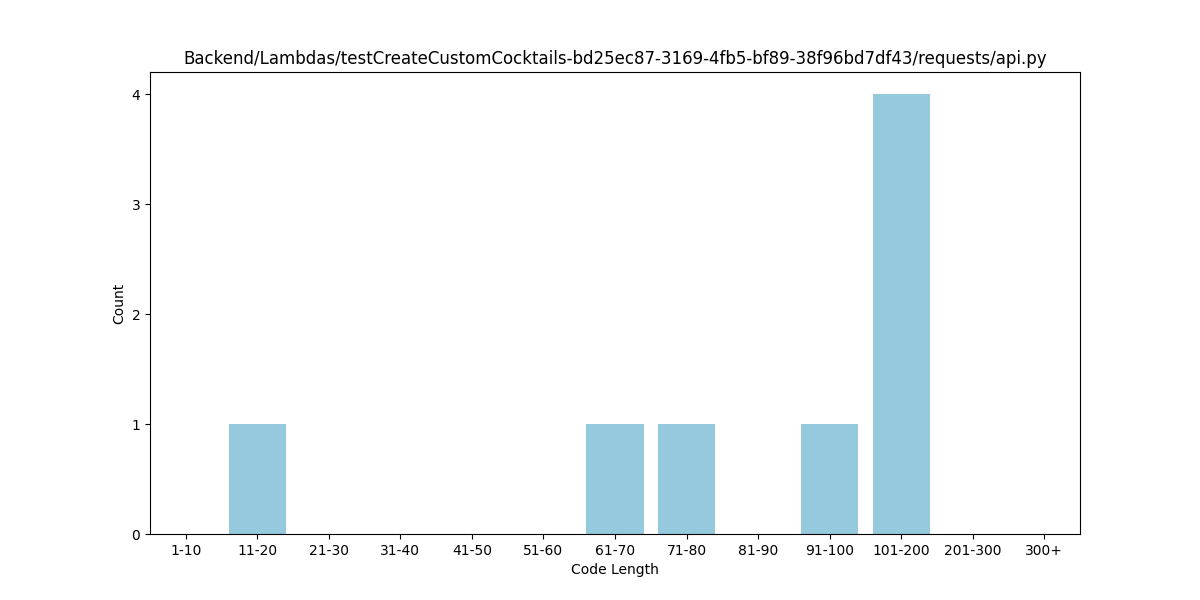 Backend/Lambdas/testCreateCustomCocktails-bd25ec87-3169-4fb5-bf89-38f96bd7df43/requests/api.py
4
3
2
1
0
Count
1-10 11-20 21-30 31-40 41-50 51-60 61-70 71-80 81-90 91-100 101-200 201-300 300+
Code Length